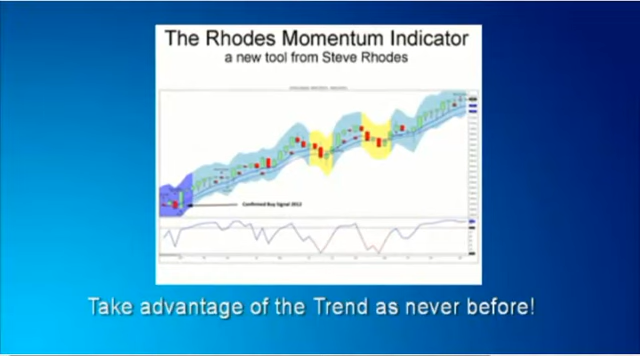 The Rhodes Momentum Indicator
a new tool from Steve Rhodes
Confirmed Buy Signal 2012
Take advantage of the Trend as never before!